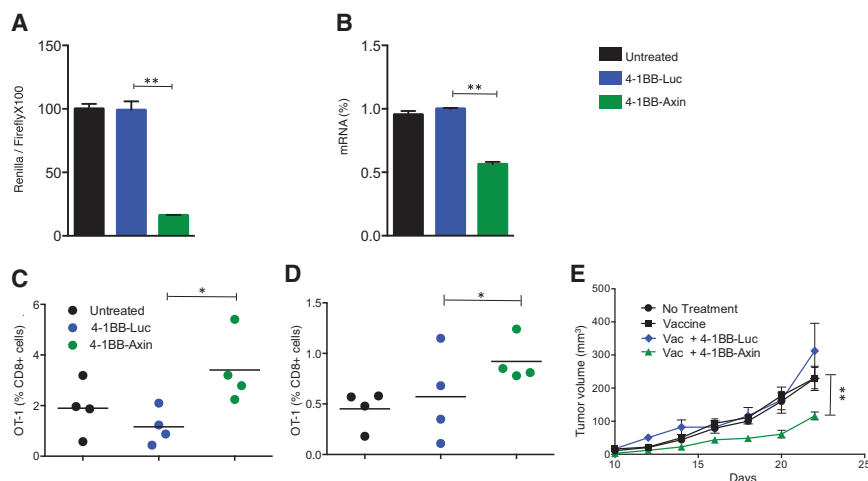 A
Renilla / FireflyX100
150
100
50
0
**
B
mRNA (%)
1.5
1.0
0.5
0.0
**
Untreated
4-1BB-Luc
4-1BB-Axin
C
OT-1 (% CD8+ cells)
6
4
2
0
Untreated
4-1BB-Luc
4-1BB-Axin
*
D
OT-1 (% CD8+ cells)
1.5
1.0
0.5
0.0
*
E
Tumor volume (mm³)
500
400
300
200
100
0
No Treatment
Vaccine
Vac + 4-1BB-Luc
Vac + 4-1BB-Axin
**
10
15
20
25
Days